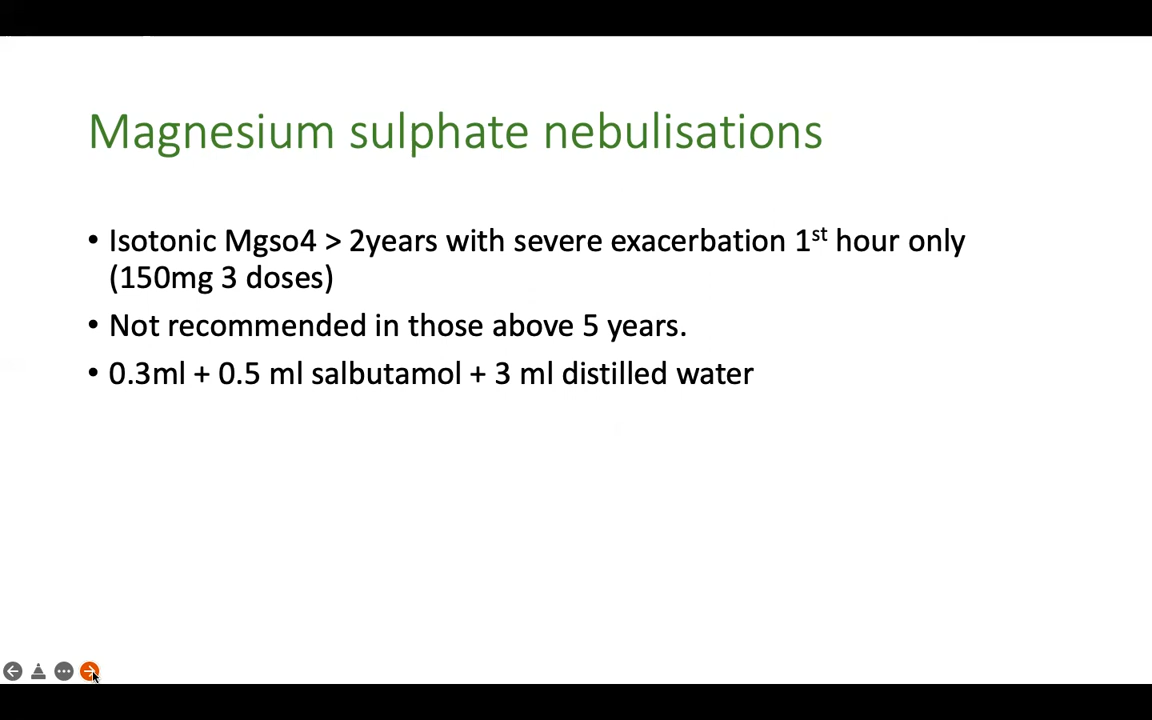 Magnesium sulphate nebulisations
• Isotonic Mgso4 > 2years with severe exacerbation 1st hour only
(150mg 3 doses)
• Not recommended in those above 5 years.
• 0.3ml + 0.5 ml salbutamol + 3 ml distilled water